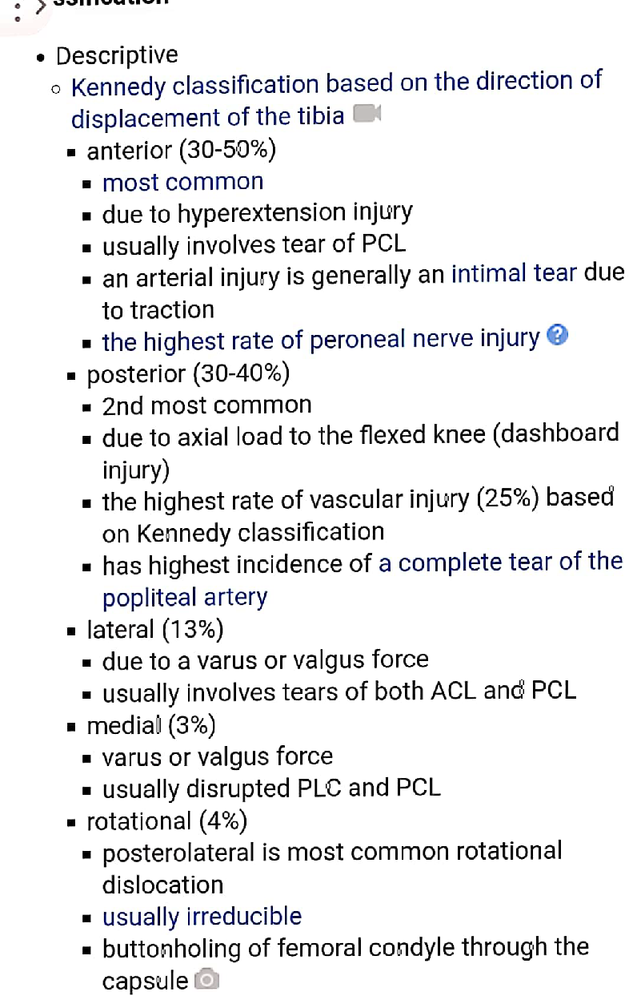 Descriptive
Kennedy classification based on the direction of
displacement of the tibia
anterior (30-50%)
most common
due to hyperextension injury
usually involves tear of PCL
an arterial injury is generally an intimal tear due
to traction
the highest rate of peroneal nerve injury
posterior (30-40%)
2nd most common
due to axial load to the flexed knee (dashboard
injury)
the highest rate of vascular injury (25%) based
on Kennedy classification
has highest incidence of a complete tear of the
popliteal artery
lateral (13%)
due to a varus or valgus force
usually involves tears of both ACL and PCL
medial (3%)
varus or valgus force
usually disrupted PLC and PCL
rotational (4%)
posterolateral is most common rotational
dislocation
usually irreducible
buttonholing of femoral condyle through the
capsule